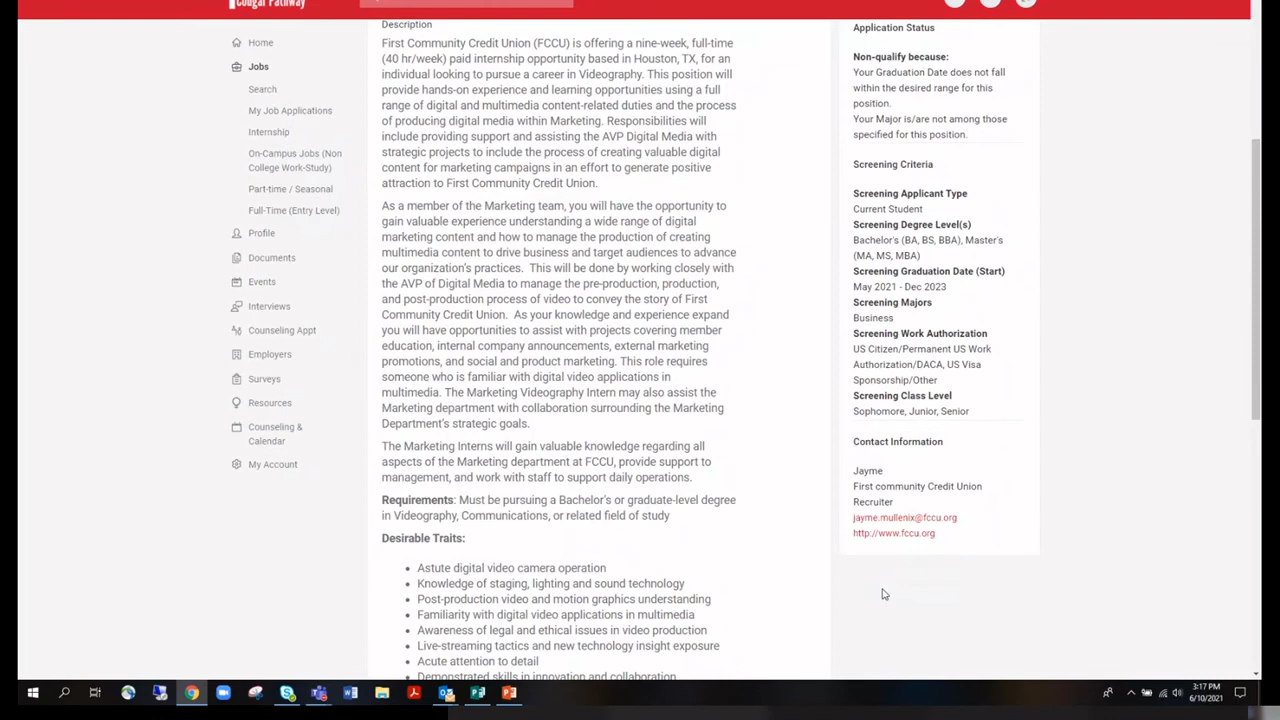 Cougar Pathway
Home
Jobs
Search
My Job Applications
Internship
On-Campus Jobs (Non
College Work-Study)
Part-time / Seasonal
Full-Time (Entry Level)
Profile
Documents
Events
Interviews
Counseling Appt
Employers
Surveys
Resources
Counseling &
Calendar
My Account
Description
First Community Credit Union (FCCU) is offering a nine-week, full-time
(40 hr/week) paid internship opportunity based in Houston, TX, for an
individual looking to pursue a career in Videography. This position will
provide hands-on experience and learning opportunities using a full
range of digital and multimedia content-related duties and the process
of producing digital media within Marketing. Responsibilities will
include providing support and assisting the AVP Digital Media with
strategic projects to include the process of creating valuable digital
content for marketing campaigns in an effort to generate positive
attraction to First Community Credit Union.
As a member of the Marketing team, you will have the opportunity to
gain valuable experience understanding a wide range of digital
marketing content and how to manage the production of creating
multimedia content to drive business and target audiences to advance
our organization's practices. This will be done by working closely with
the AVP of Digital Media to manage the pre-production, production,
and post-production process of video to convey the story of First
Community Credit Union. As your knowledge and experience expand
you will have opportunities to assist with projects covering member
education, internal company announcements, external marketing
promotions, and social and product marketing. This role requires
someone who is familiar with digital video applications in
multimedia. The Marketing Videography Intern may also assist the
Marketing department with collaboration surrounding the Marketing
Department's strategic goals.
The Marketing Interns will gain valuable knowledge regarding all
aspects of the Marketing department at FCCU, provide support to
management, and work with staff to support daily operations.
Requirements: Must be pursuing a Bachelor's or graduate-level degree
in Videography, Communications, or related field of study
Desirable Traits:
• Astute digital video camera operation
• Knowledge of staging, lighting and sound technology
• Post-production video and motion graphics understanding
• Familiarity with digital video applications in multimedia
• Awareness of legal and ethical issues in video production
• Live-streaming tactics and new technology insight exposure
• Acute attention to detail
• Demonstrated skills in innovation and collaboration
Application Status
Non-qualify because:
Your Graduation Date does not fall
within the desired range for this
position.
Your Major is/are not among those
specified for this position.
Screening Criteria
Screening Applicant Type
Current Student
Screening Degree Level(s)
Bachelor's (BA, BS, BBA), Master's
(MA, MS, MBA)
Screening Graduation Date (Start)
May 2021 - Dec 2023
Screening Majors
Business
Screening Work Authorization
US Citizen/Permanent US Work
Authorization/DACA, US Visa
Sponsorship/Other
Screening Class Level
Sophomore, Junior, Senior
Contact Information
Jayme
First community Credit Union
Recruiter
jayme.mullenix@fccu.org
http://www.fccu.org
3:17 PM
6/10/2021